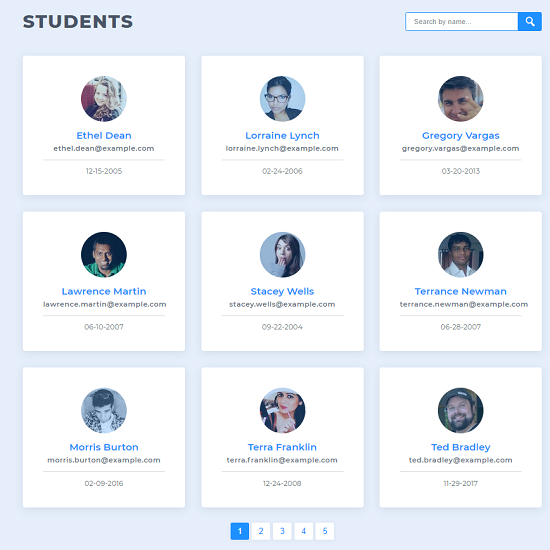 STUDENTS
Search by name...
Ethel Dean
ethel.dean@example.com
12-15-2005
Lorraine Lynch
lorraine.lynch@example.com
02-24-2006
Gregory Vargas
gregory.vargas@example.com
03-20-2013
Lawrence Martin
lawrence.martin@example.com
06-10-2007
Stacey Wells
stacey.wells@example.com
09-22-2004
Terrance Newman
terrance.newman@example.com
06-28-2007
Morris Burton
morris.burton@example.com
02-09-2016
Terra Franklin
terra.franklin@example.com
12-24-2008
Ted Bradley
ted.bradley@example.com
11-29-2017
1 2 3 4 5